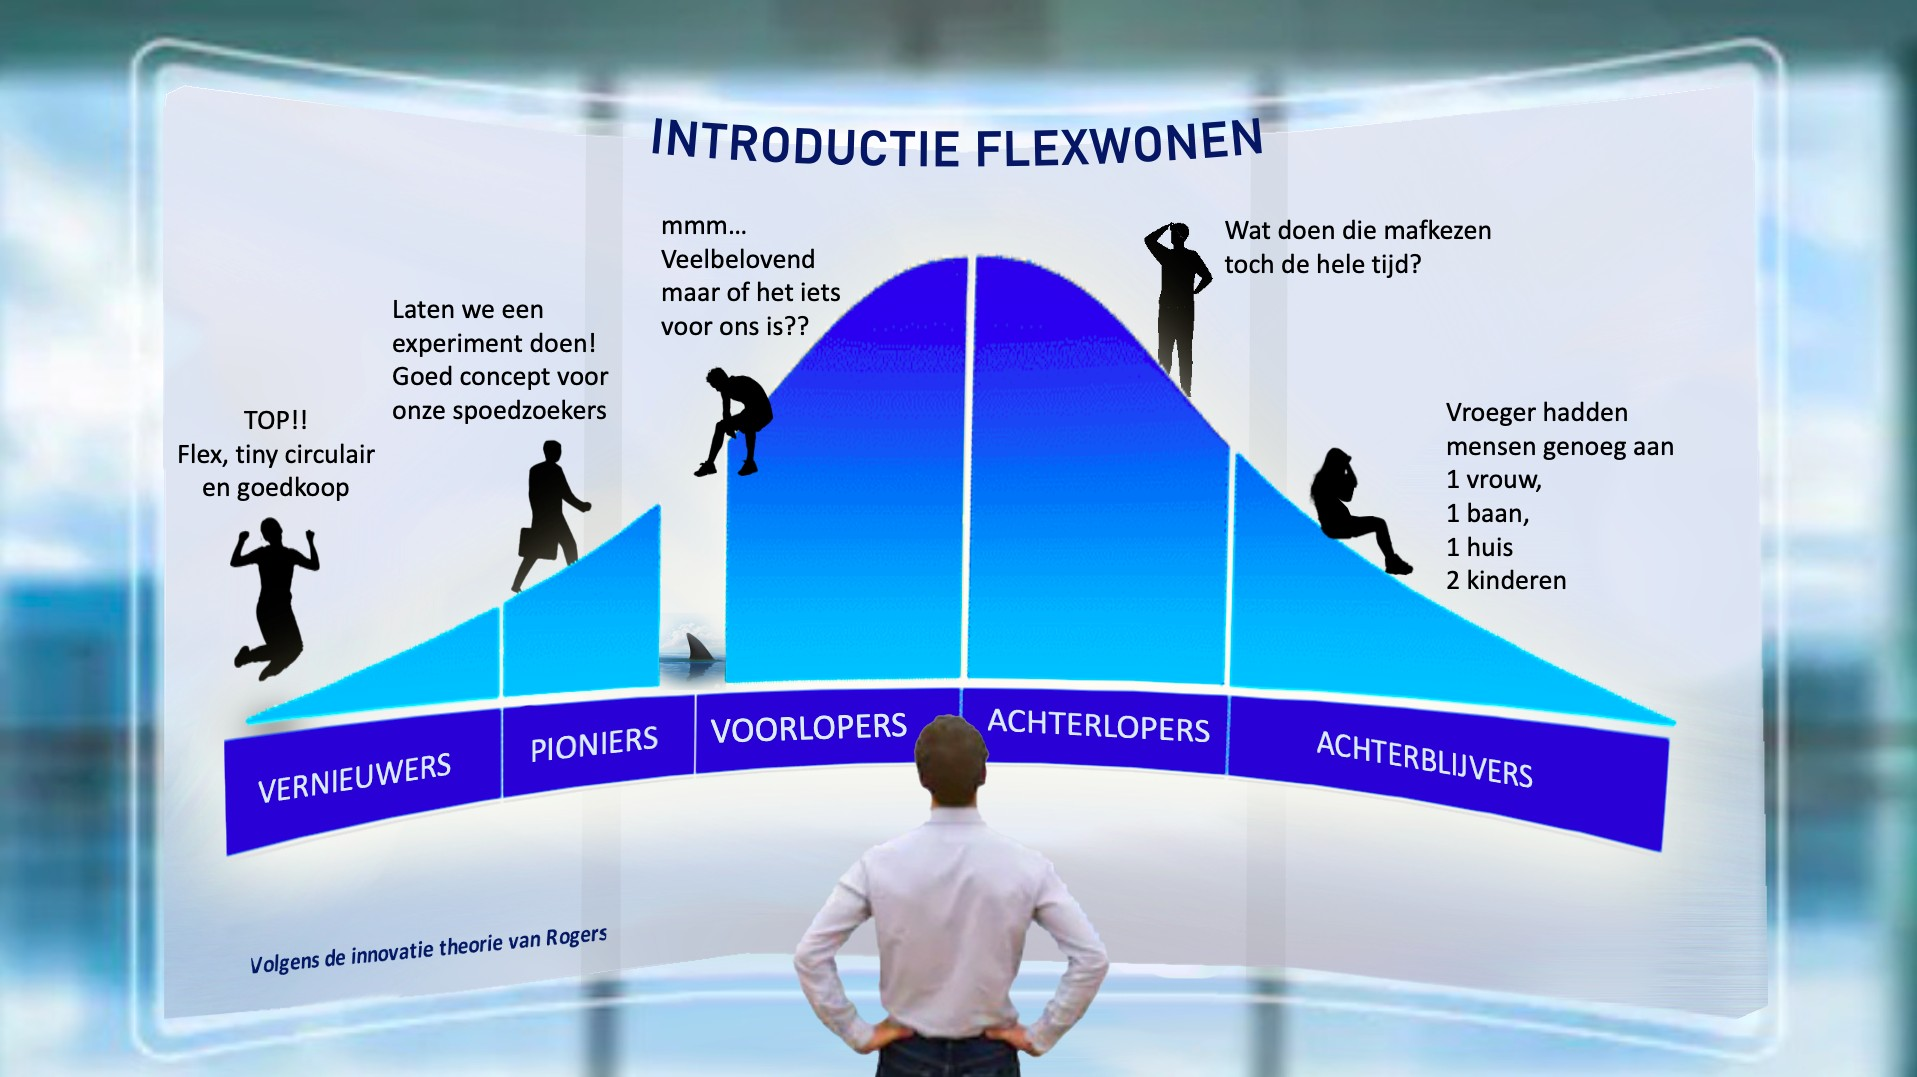 INTRODUCTIE FLEXWONEN
TOP!!
Flex, tiny circulair
en goedkoop
Laten we een
experiment doen!
Goed concept voor
onze spoedzoekers
mmm...
Veelbelovend
maar of het iets
voor ons is??
Wat doen die mafkezen
toch de hele tijd?
Vroeger hadden
mensen genoeg aan
1 vrouw,
1 baan,
1 huis
2 kinderen
VERNIEUWERS
PIONIERS
VOORLOPERS
ACHTERLOPERS
ACHTERBLIJVERS
Volgens de innovatie theorie van Rogers